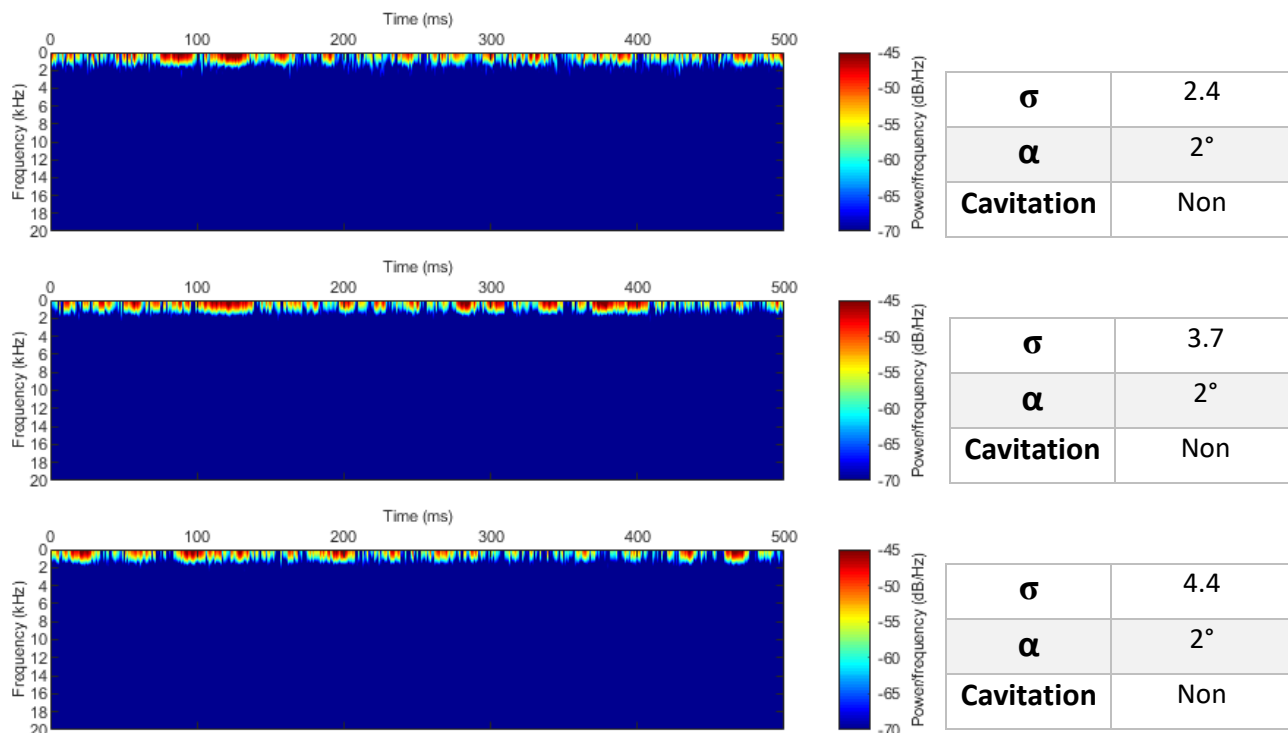 Time (ms)
0 100 200 300 400 500
Frequency (kHz)
0
2
4
6
8
10
12
14
16
18
20
-45
-50
-55
-60
-65
-70
Power/frequency (dB/Hz)
σ 2.4
α 2°
Cavitation Non
Time (ms)
0 100 200 300 400 500
Frequency (kHz)
0
2
4
6
8
10
12
14
16
18
20
-45
-50
-55
-60
-65
-70
Power/frequency (dB/Hz)
σ 3.7
α 2°
Cavitation Non
Time (ms)
0 100 200 300 400 500
Frequency (kHz)
0
2
4
6
8
10
12
14
16
18
20
-45
-50
-55
-60
-65
-70
Power/frequency (dB/Hz)
σ 4.4
α 2°
Cavitation Non